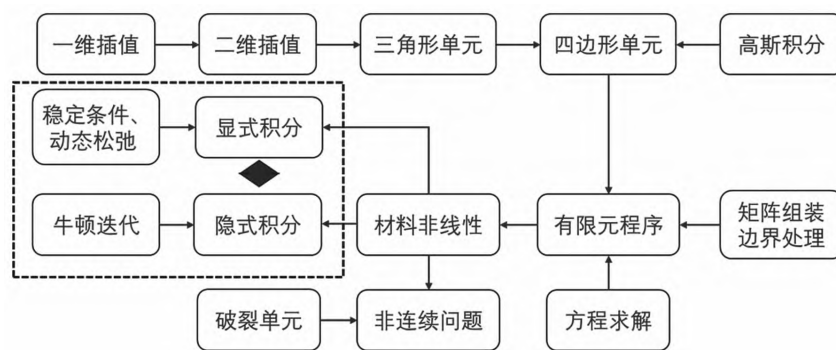 一维插值
二维插值
三角形单元
四边形单元
高斯积分
稳定条件、
动态松弛
显式积分
牛顿迭代
隐式积分
材料非线性
有限元程序
矩阵组装
边界处理
破裂单元
非连续问题
方程求解